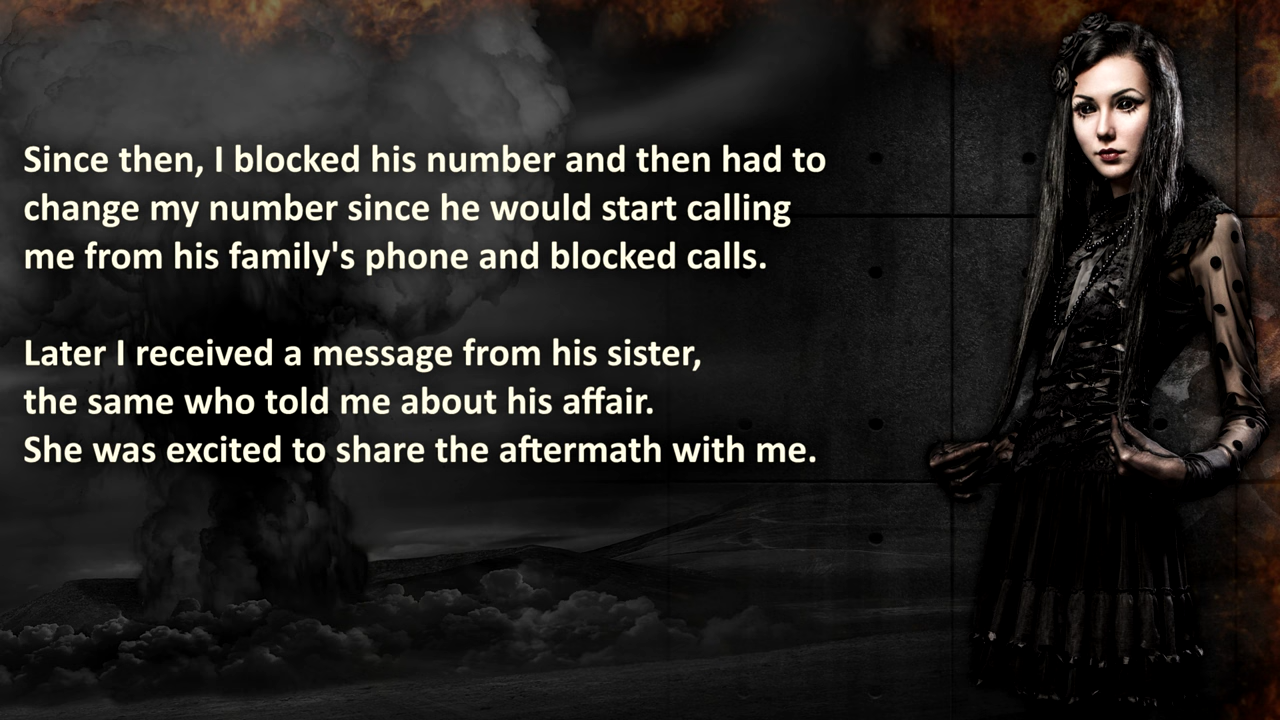 Since then, I blocked his number and then had to
change my number since he would start calling
me from his family's phone and blocked calls.
Later I received a message from his sister,
the same who told me about his affair.
She was excited to share the aftermath with me.